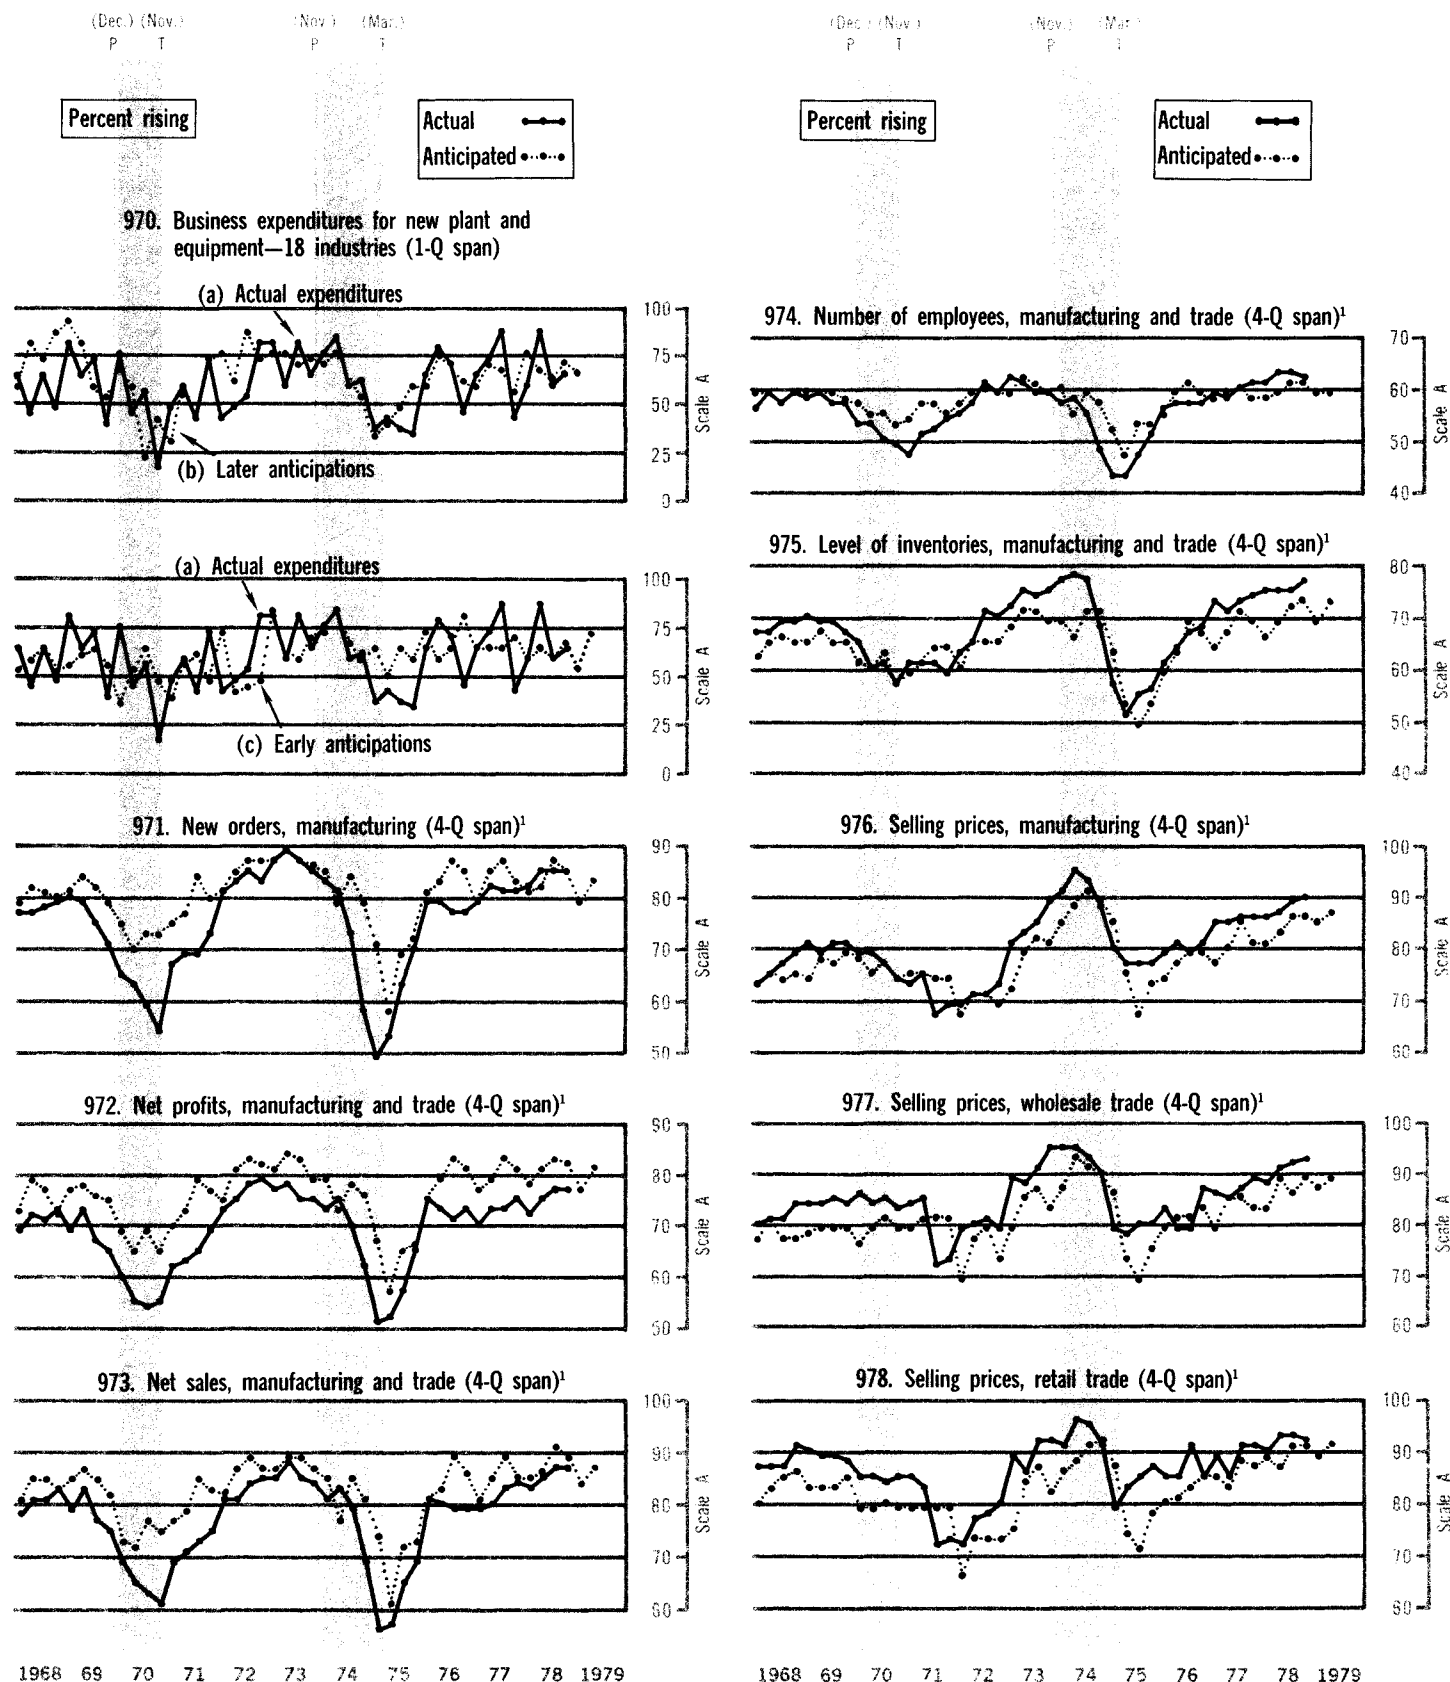 (Dec.) (Nov.)
P T
(Nov.) (Mar.)
P T
Percent rising
Actual
Anticipated
970. Business expenditures for new plant and
equipment—18 industries (1-Q span)
(a) Actual expenditures
(b) Later anticipations
100
75
50
25
0
Scale A
(a) Actual expenditures
(c) Early anticipations
100
75
50
25
0
Scale A
971. New orders, manufacturing (4-Q span)¹
90
80
70
60
50
Scale A
972. Net profits, manufacturing and trade (4-Q span)¹
90
80
70
60
50
Scale A
973. Net sales, manufacturing and trade (4-Q span)¹
100
90
80
70
60
Scale A
1968 69 70 71 72 73 74 75 76 77 78 1979
(Dec.) (Nov.)
P T
(Nov.) (Mar.)
P T
Percent rising
Actual
Anticipated
974. Number of employees, manufacturing and trade (4-Q span)¹
70
60
50
40
Scale A
975. Level of inventories, manufacturing and trade (4-Q span)¹
80
70
60
50
40
Scale A
976. Selling prices, manufacturing (4-Q span)¹
100
90
80
70
60
Scale A
977. Selling prices, wholesale trade (4-Q span)¹
100
90
80
70
60
Scale A
978. Selling prices, retail trade (4-Q span)¹
100
90
80
70
60
Scale A
1968 69 70 71 72 73 74 75 76 77 78 1979